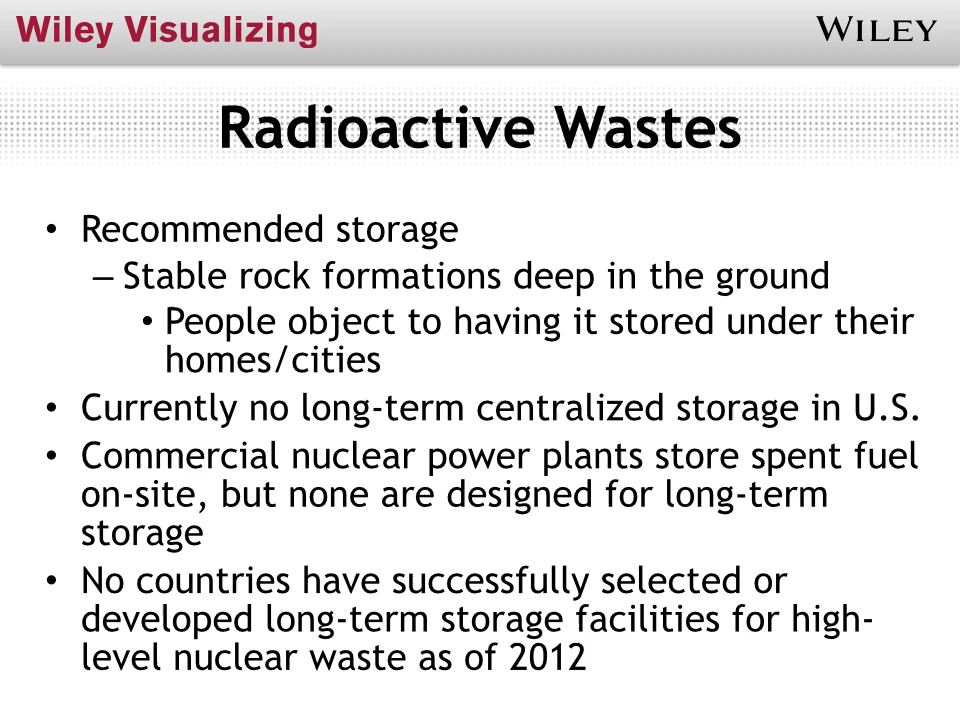 Wiley Visualizing
WILEY
Radioactive Wastes
• Recommended storage
– Stable rock formations deep in the ground
• People object to having it stored under their
homes/cities
• Currently no long-term centralized storage in U.S.
• Commercial nuclear power plants store spent fuel
on-site, but none are designed for long-term
storage
• No countries have successfully selected or
developed long-term storage facilities for high-
level nuclear waste as of 2012